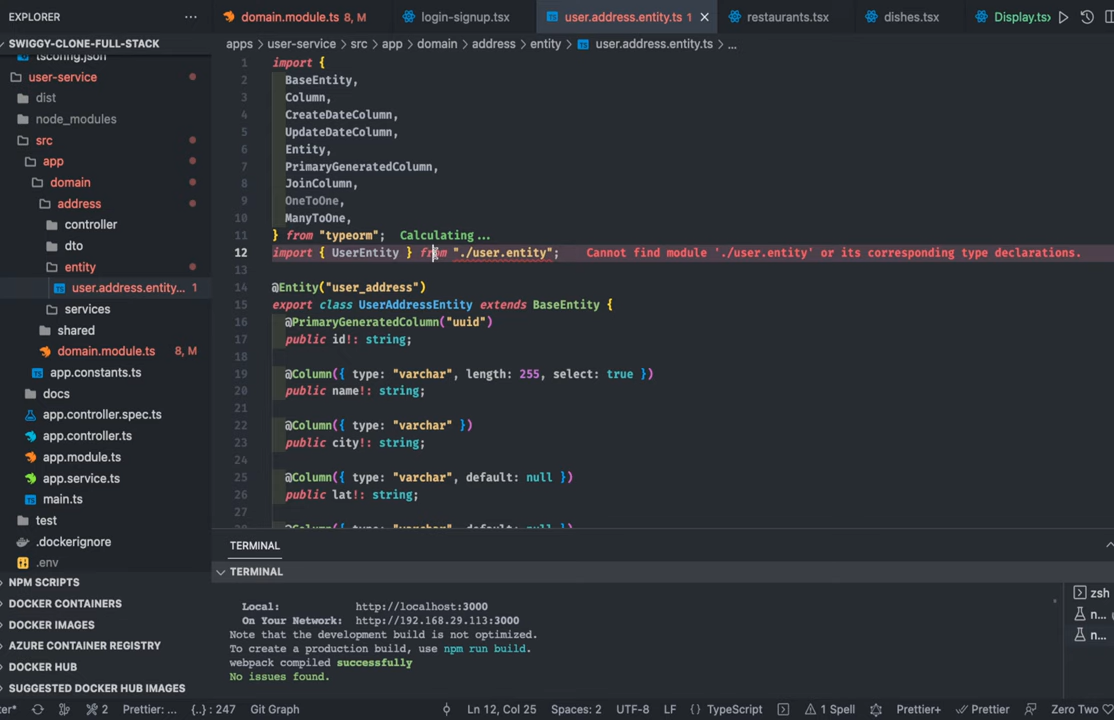 EXPLORER
domain.module.ts 8, M
login-signup.tsx
user.address.entity.ts 1
restaurants.tsx
dishes.tsx
Display.ts
SWIGGY-CLONE-FULL-STACK
apps > user-service > src > app > domain > address > entity > user.address.entity.ts > ...
tsconfig.json
user-service
dist
node_modules
src
app
domain
address
controller
dto
entity
user.address.entity... 1
services
shared
domain.module.ts 8, M
app.constants.ts
docs
app.controller.spec.ts
app.controller.ts
app.module.ts
app.service.ts
main.ts
test
.dockerignore
.env
NPM SCRIPTS
DOCKER CONTAINERS
DOCKER IMAGES
AZURE CONTAINER REGISTRY
DOCKER HUB
SUGGESTED DOCKER HUB IMAGES
1 import {
2 BaseEntity,
3 Column,
4 CreateDateColumn,
5 UpdateDateColumn,
6 Entity,
7 PrimaryGeneratedColumn,
8 JoinColumn,
9 OneToOne,
10 ManyToOne,
11 } from "typeorm"; Calculating...
12 import { UserEntity } from "./user.entity"; Cannot find module './user.entity' or its corresponding type declarations.
13
14 @Entity("user_address")
15 export class UserAddressEntity extends BaseEntity {
16 @PrimaryGeneratedColumn("uuid")
17 public id!: string;
18
19 @Column({ type: "varchar", length: 255, select: true })
20 public name!: string;
21
22 @Column({ type: "varchar" })
23 public city!: string;
24
25 @Column({ type: "varchar", default: null })
26 public lat!: string;
27
TERMINAL
TERMINAL
Local: http://localhost:3000
On Your Network: http://192.168.29.113:3000
Note that the development build is not optimized.
To create a production build, use npm run build.
webpack compiled successfully
No issues found.
zsh
n...
n...
ter* 2 Prettier: ... {..} : 247 Git Graph Ln 12, Col 25 Spaces: 2 UTF-8 LF {} TypeScript 1 Spell Prettier+ Prettier Zero Two